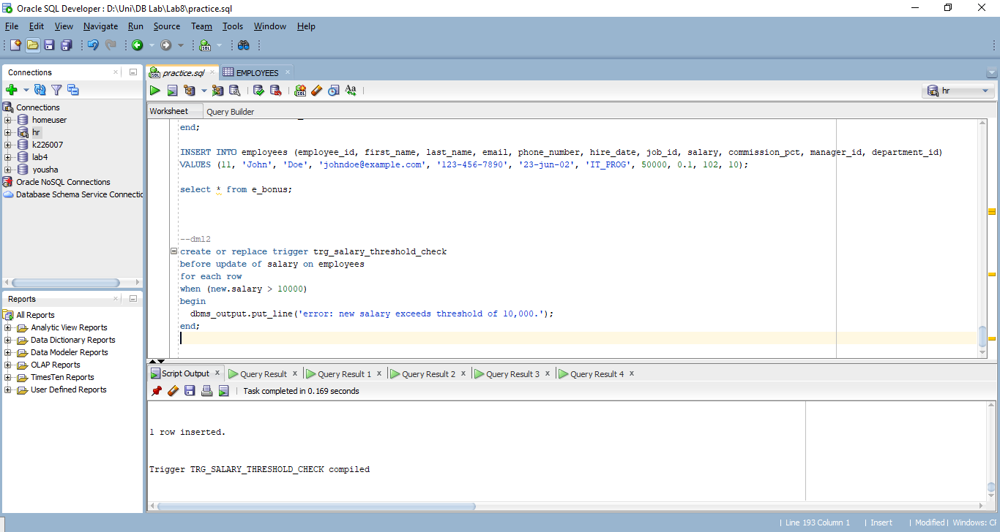 Oracle SQL Developer : D:\Uni\DB Lab\Lab8\practice.sql
File Edit View Navigate Run Source Team Tools Window Help
Connections
Connections
homeuser
hr
k226007
lab4
yousha
Oracle NoSQL Connections
Database Schema Service Connectic
Reports
All Reports
Analytic View Reports
Data Dictionary Reports
Data Modeler Reports
OLAP Reports
TimesTen Reports
User Defined Reports
practice.sql EMPLOYEES
hr
Worksheet Query Builder
end;
INSERT INTO employees (employee_id, first_name, last_name, email, phone_number, hire_date, job_id, salary, commission_pct, manager_id, department_id)
VALUES (11, 'John', 'Doe', 'johndoe@example.com', '123-456-7890', '23-jun-02', 'IT_PROG', 50000, 0.1, 102, 10);
select * from e_bonus;
--dml2
create or replace trigger trg_salary_threshold_check
before update of salary on employees
for each row
when (new.salary > 10000)
begin
dbms_output.put_line('error: new salary exceeds threshold of 10,000.');
end;
Script Output Query Result Query Result 1 Query Result 2 Query Result 3 Query Result 4
Task completed in 0.169 seconds
1 row inserted.
Trigger TRG_SALARY_THRESHOLD_CHECK compiled
Line 193 Column 1 Insert Modified Windows: CF